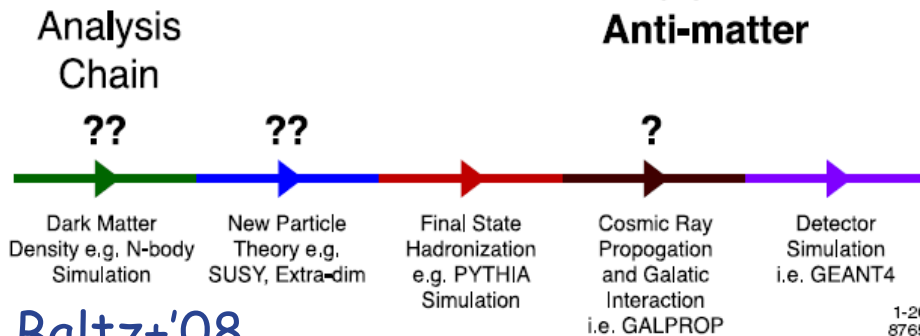 Analysis
Chain
Anti-matter
??
??
?
Dark Matter
Density e.g. N-body
Simulation
New Particle
Theory e.g.
SUSY, Extra-dim
Final State
Hadronization
e.g. PYTHIA
Simulation
Cosmic Ray
Propogation
and Galatic
Interaction
i.e. GALPROP
Detector
Simulation
i.e. GEANT4
Baltz+'08